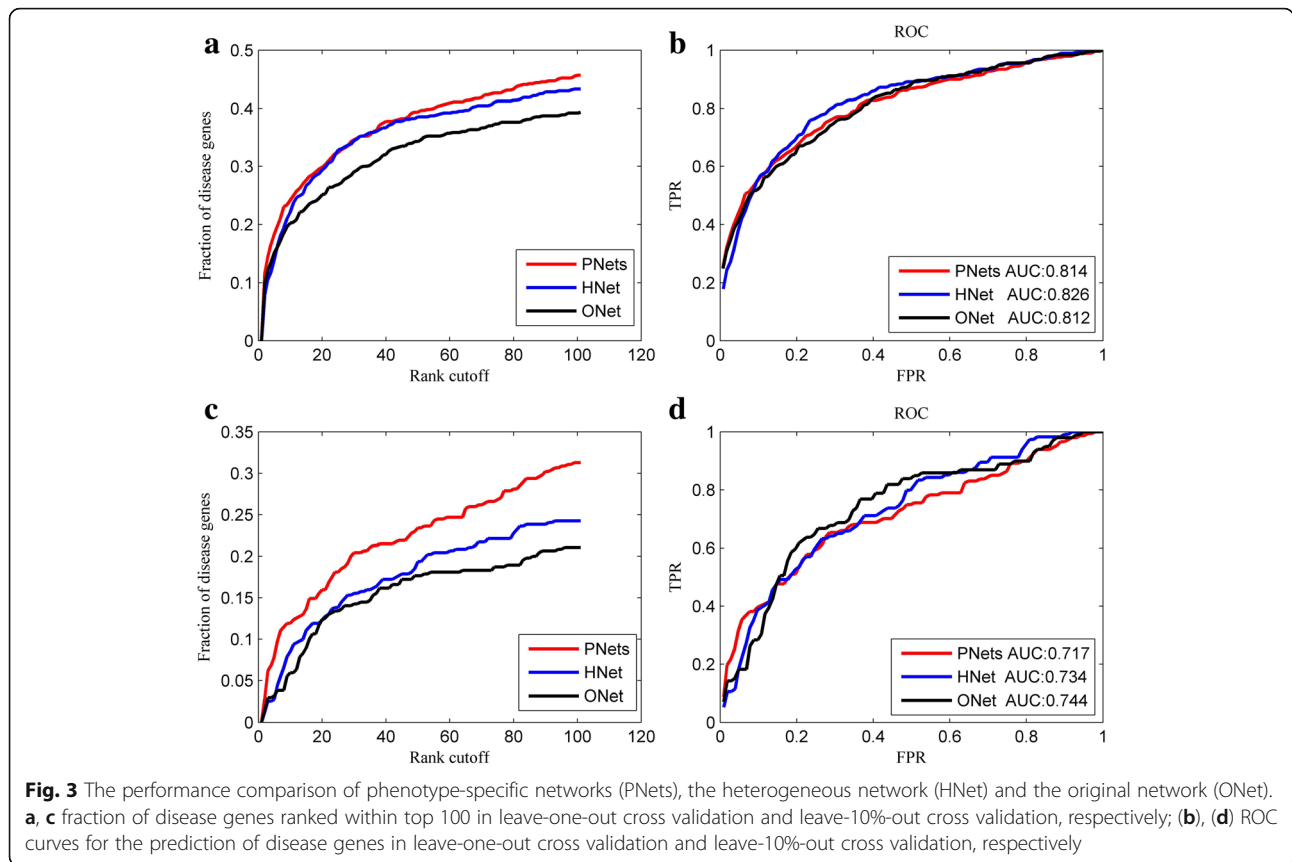 a
0.5
0.4
0.3
0.2
0.1
0
0 20 40 60 80 100 120
Fraction of disease genes
Rank cutoff
PNets
HNet
ONet
b
ROC
1
0.8
0.6
0.4
0.2
0
0.2 0.4 0.6 0.8 1
TPR
FPR
PNets AUC:0.814
HNet AUC:0.826
ONet AUC:0.812
c
0.35
0.3
0.25
0.2
0.15
0.1
0.05
0
0 20 40 60 80 100 120
Fraction of disease genes
Rank cutoff
PNets
HNet
ONet
d
ROC
1
0.8
0.6
0.4
0.2
0
0.2 0.4 0.6 0.8 1
TPR
FPR
PNets AUC:0.717
HNet AUC:0.734
ONet AUC:0.744
Fig. 3 The performance comparison of phenotype-specific networks (PNets), the heterogeneous network (HNet) and the original network (ONet).
a, c fraction of disease genes ranked within top 100 in leave-one-out cross validation and leave-10%-out cross validation, respectively; (b), (d) ROC
curves for the prediction of disease genes in leave-one-out cross validation and leave-10%-out cross validation, respectively